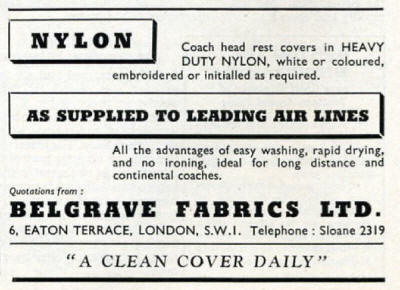 NYLON
Coach head rest covers in HEAVY
DUTY NYLON, white or coloured,
embroidered or initialled as required.
AS SUPPLIED TO LEADING AIR LINES
All the advantages of easy washing, rapid drying,
and no ironing, ideal for long distance and
continental coaches.
Quotations from :
BELGRAVE FABRICS LTD.
6, EATON TERRACE, LONDON, S.W.1. Telephone : Sloane 2319
"A CLEAN COVER DAILY"